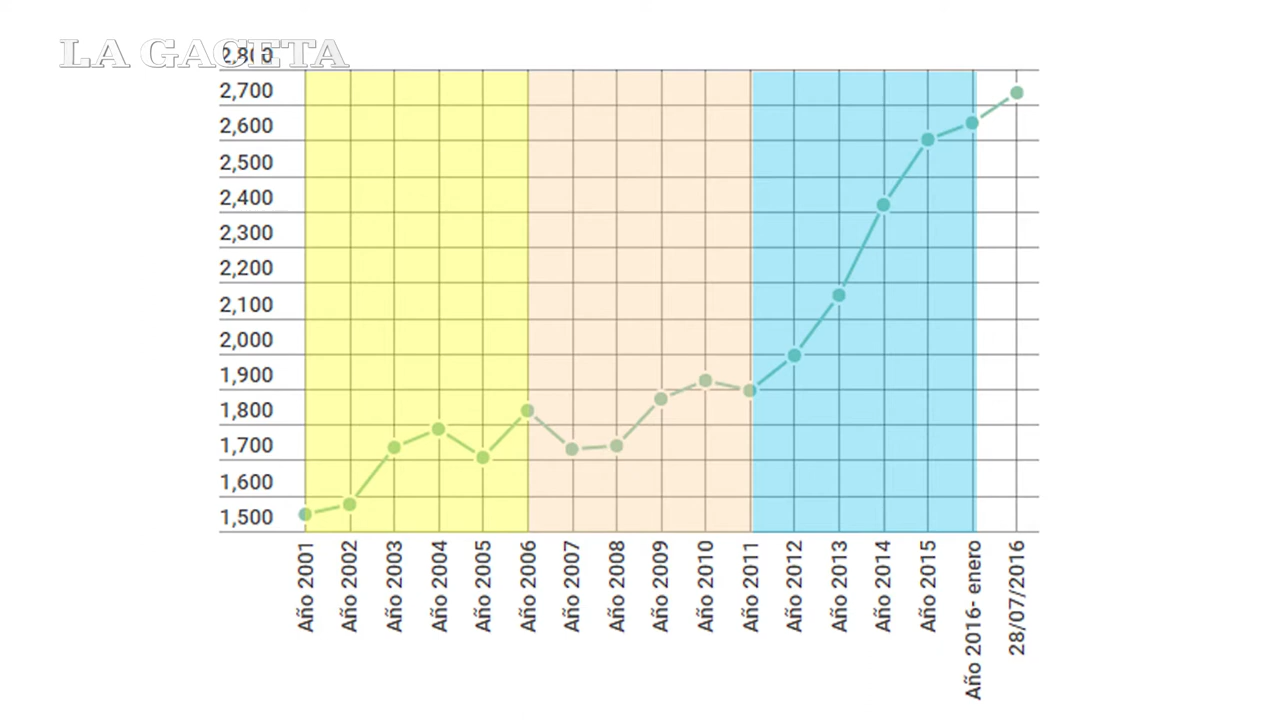 LA GACETA
2,800
2,700
2,600
2,500
2,400
2,300
2,200
2,100
2,000
1,900
1,800
1,700
1,600
1,500
Año 2001
Año 2002
Año 2003
Año 2004
Año 2005
Año 2006
Año 2007
Año 2008
Año 2009
Año 2010
Año 2011
Año 2012
Año 2013
Año 2014
Año 2015
Año 2016- enero
28/07/2016